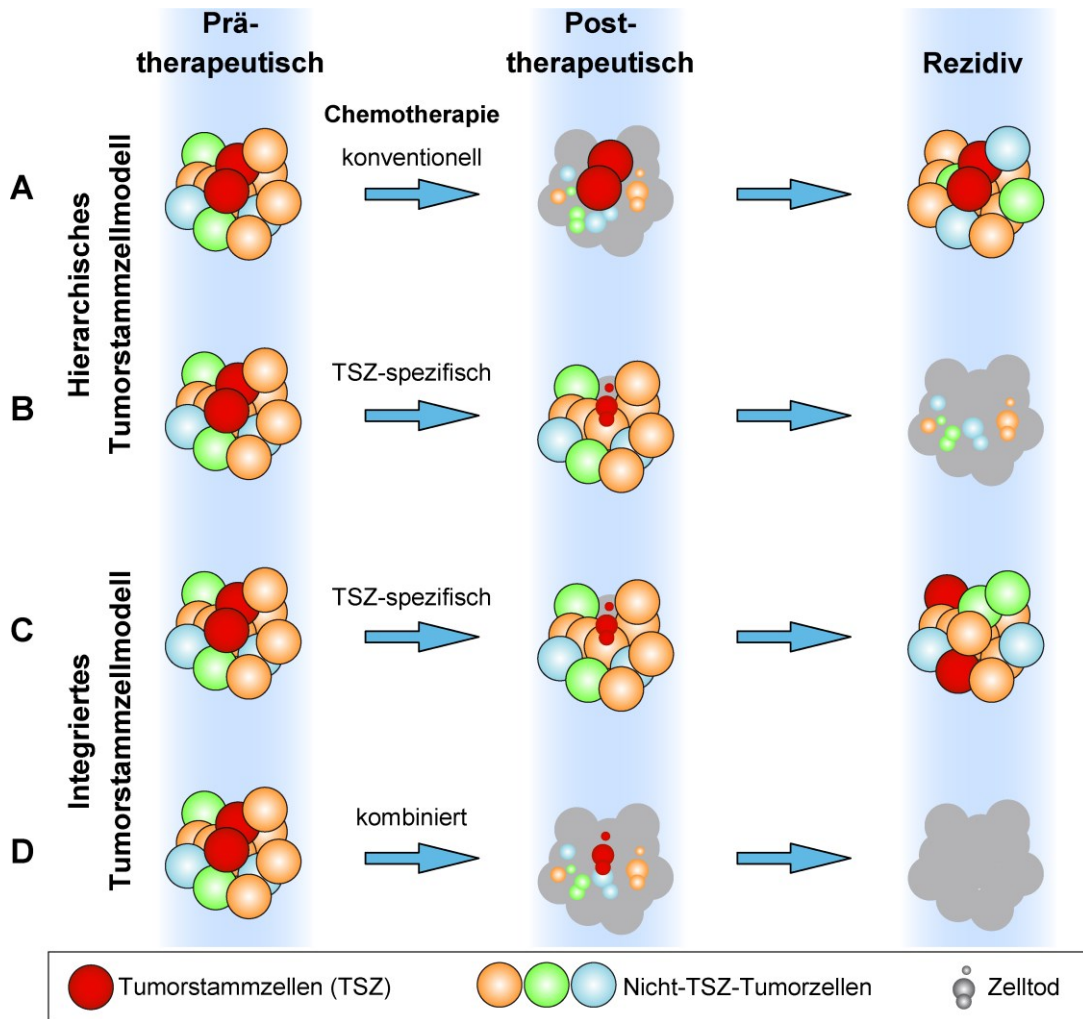 Prä-
therapeutisch
Post-
therapeutisch
Rezidiv
Chemotherapie
konventionell
A
Hierarchisches
Tumorstammzellmodell
TSZ-spezifisch
B
TSZ-spezifisch
C
Integriertes
Tumorstammzellmodell
kombiniert
D
Tumorstammzellen (TSZ)
Nicht-TSZ-Tumorzellen
Zelltod